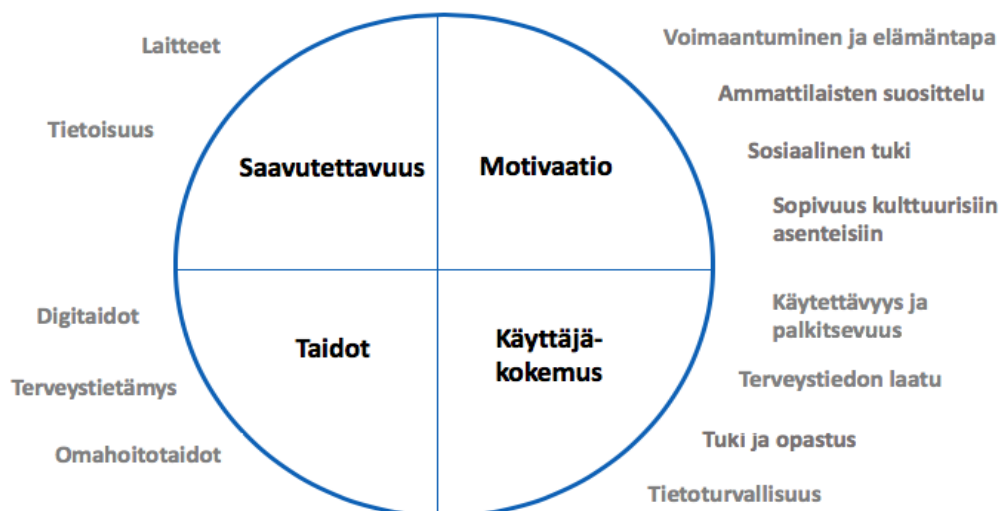 Laitteet
Tietoisuus
Saavutettavuus
Motivaatio
Voimaantuminen ja elämäntapa
Ammattilaisten suosittelu
Sosiaalinen tuki
Sopivuus kulttuurisiin
asenteisiin
Digitaidot
Terveystietämys
Omahoitotaidot
Taidot
Käyttäjä-
kokemus
Käytettävyys ja
palkitsevuus
Terveystiedon laatu
Tuki ja opastus
Tietoturvallisuus